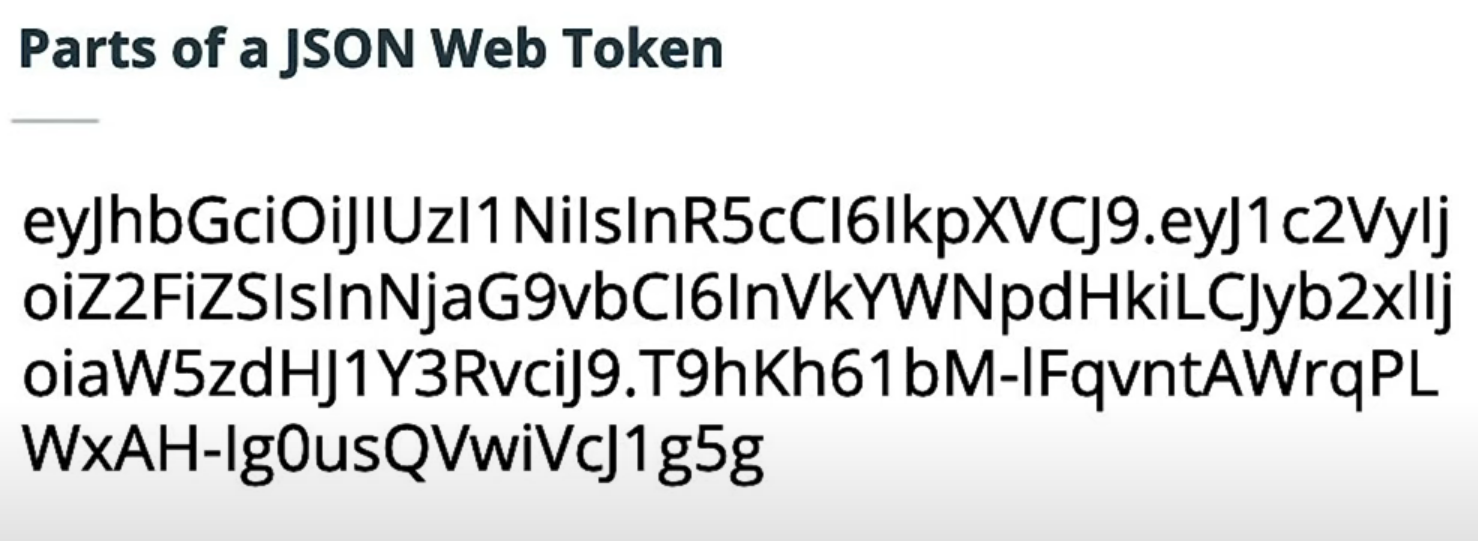 Parts of a JSON Web Token
eyJhbGciOiJIUzI1NiIsInR5cCI6IkpXVCJ9.eyJ1c2VyIj
oiZ2FiZSIsInNjaG9vbCI6InVkYWNpdHkiLCJyb2xlIj
oiaW5zdHJ1Y3RvciJ9.T9hKh61bM-lFqvntAWrqPL
WxAH-Ig0usQVwiVcJ1g5g